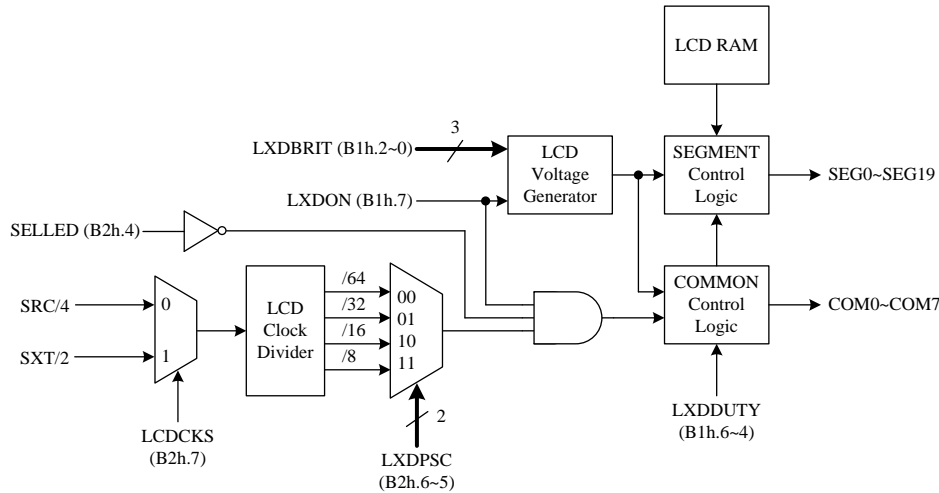 LCD RAM
3
LXDBRIT (B1h.2~0)
LCD
Voltage
Generator
SEGMENT
Control
Logic
SEG0~SEG19
LXDON (B1h.7)
SELLED (B2h.4)
SRC/4
0
SXT/2
1
LCDCKS
(B2h.7)
LCD
Clock
Divider
/64
/32
/16
/8
00
01
10
11
2
LXDPSC
(B2h.6~5)
COMMON
Control
Logic
COM0~COM7
LXDDUTY
(B1h.6~4)